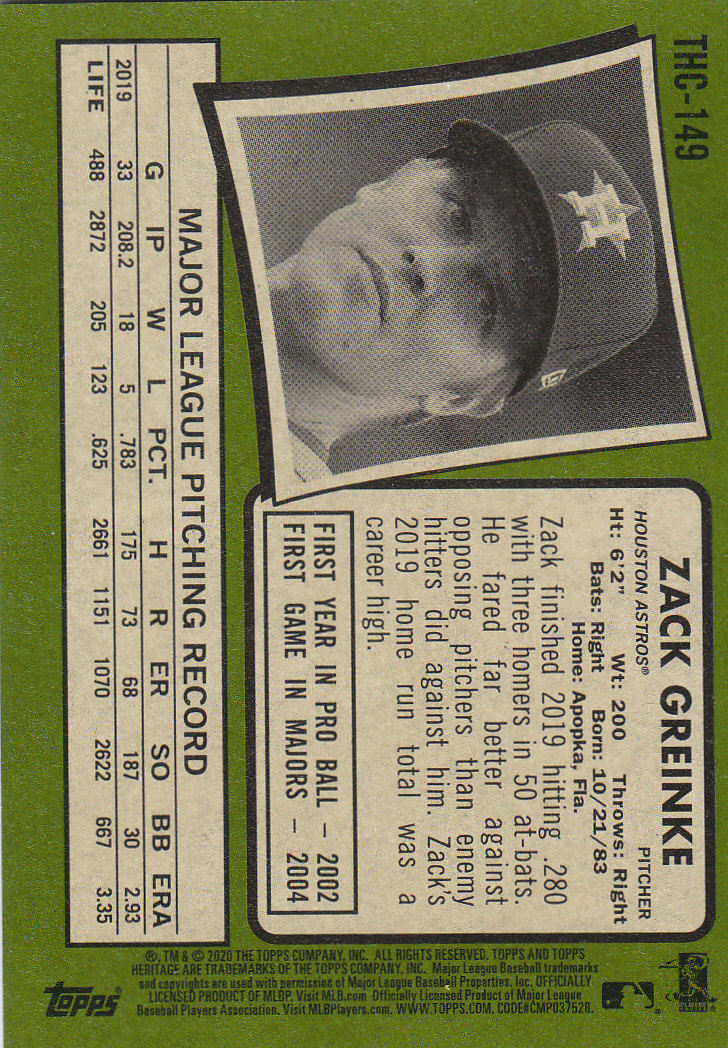 THC-149
ZACK GREINKE
HOUSTON ASTROS® PITCHER
Ht: 6'2" Wt: 200 Throws: Right
Bats: Right Born: 10/21/83
Home: Apopka, Fla.
Zack finished 2019 hitting .280
with three homers in 50 at-bats.
He fared far better against
opposing pitchers than enemy
hitters did against him. Zack's
2019 home run total was a
career high.
FIRST YEAR IN PRO BALL – 2002
FIRST GAME IN MAJORS – 2004
MAJOR LEAGUE PITCHING RECORD
G IP W L PCT. H R ER SO BB ERA
2019 33 208.2 18 5 .783 175 73 68 187 30 2.93
LIFE 488 2872 205 123 .625 2661 1151 1070 2622 667 3.35
®, TM & © 2020 THE TOPPS COMPANY, INC. ALL RIGHTS RESERVED. TOPPS AND TOPPS
HERITAGE ARE TRADEMARKS OF THE TOPPS COMPANY, INC. Major League Baseball trademarks
and copyrights are used with permission of Major League Baseball Properties, Inc. OFFICIALLY
LICENSED PRODUCT OF MLBP. Visit MLB.com Officially Licensed Product of Major League
Baseball Players Association. Visit MLBPlayers.com. WWW.TOPPS.COM. CODE#CMP037528.
topps®
H